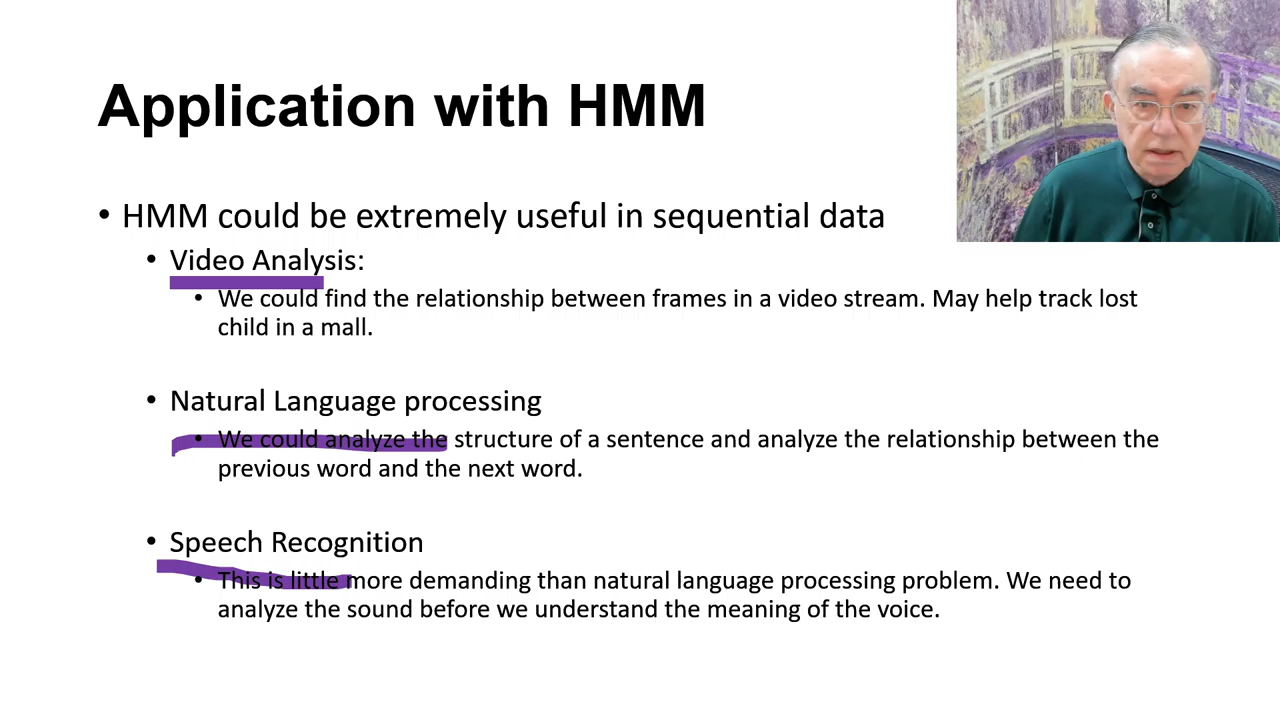 Application with HMM
• HMM could be extremely useful in sequential data
• Video Analysis:
• We could find the relationship between frames in a video stream. May help track lost
child in a mall.
• Natural Language processing
• We could analyze the structure of a sentence and analyze the relationship between the
previous word and the next word.
• Speech Recognition
• This is little more demanding than natural language processing problem. We need to
analyze the sound before we understand the meaning of the voice.